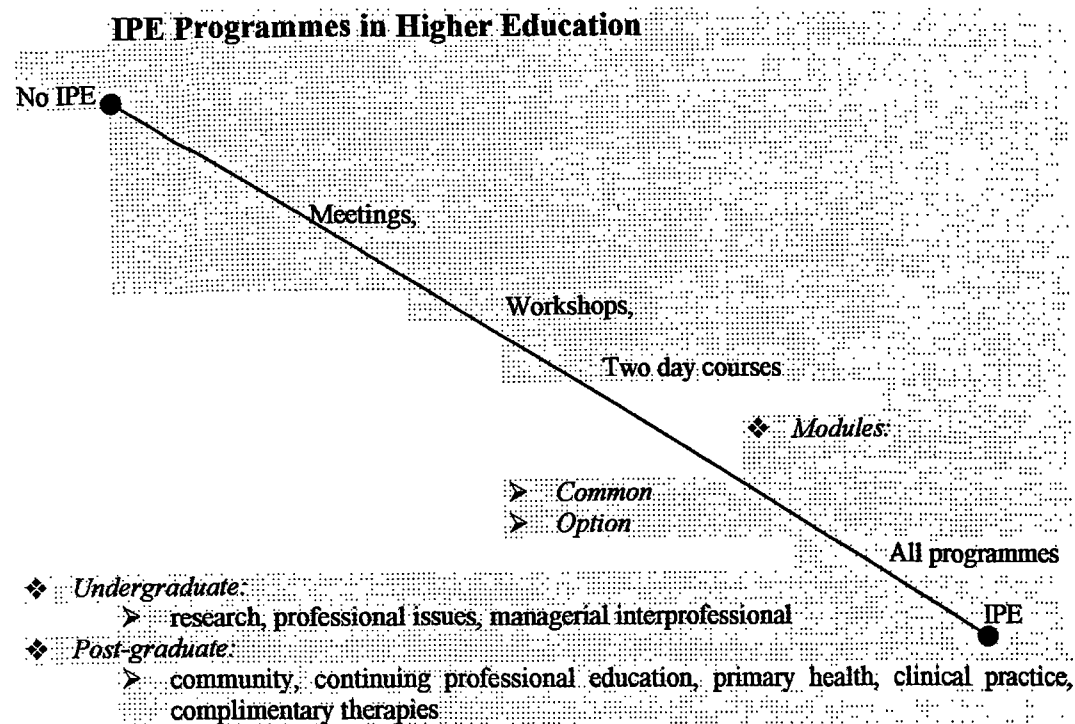 IPE Programmes in Higher Education
No IPE
Meetings,
Workshops,
Two day courses
❖ Modules:
➢ Common
➢ Option
All programmes
❖ Undergraduate:
➢ research, professional issues, managerial interprofessional
IPE
❖ Post-graduate:
➢ community, continuing professional education, primary health, clinical practice,
complimentary therapies